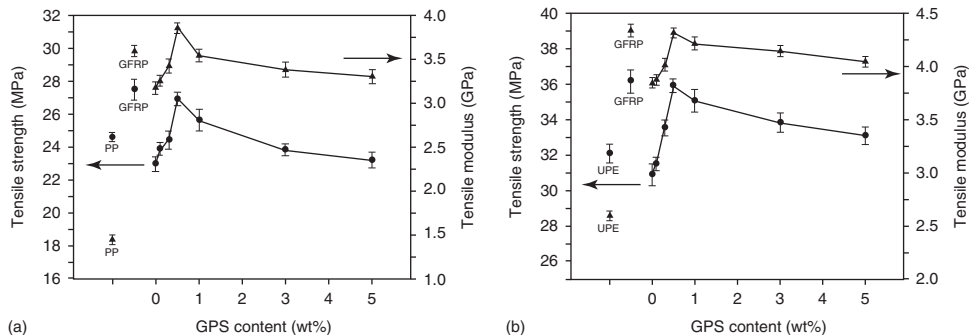 32
30
28
26
24
22
20
18
16
Tensile strength (MPa)
4.0
3.5
3.0
2.5
2.0
1.5
1.0
Tensile modulus (GPa)
GFRP
GFRP
PP
PP
0 1 3 5
GPS content (wt%)
(a)
40
38
36
34
32
30
28
26
Tensile strength (MPa)
4.5
4.0
3.5
3.0
2.5
2.0
Tensile modulus (GPa)
GFRP
GFRP
UPE
UPE
0 1 3 5
GPS content (wt%)
(b)